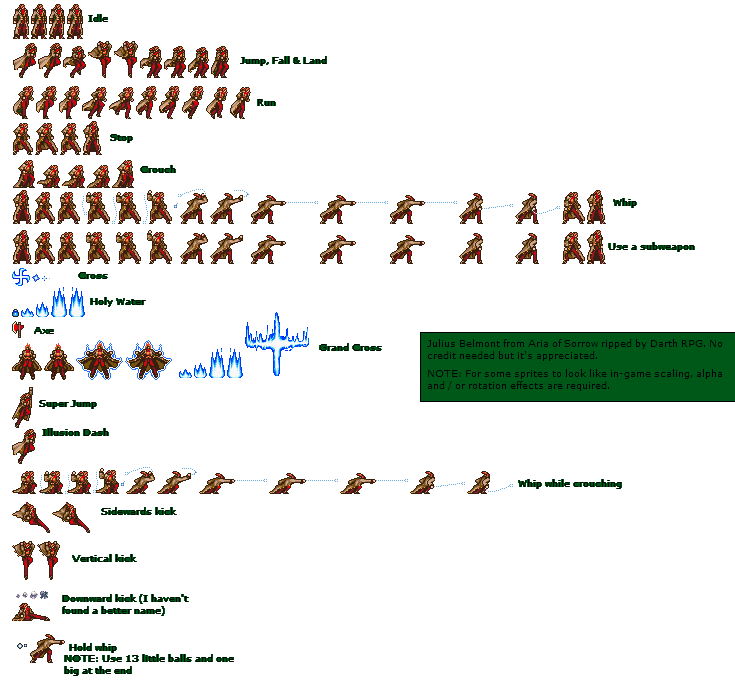 Idle
Jump, Fall & Land
Run
Stop
Crouch
Whip
Use a subweapon
Cross
Holy Water
Axe
Grand Cross
Julius Belmont from Aria of Sorrow ripped by Darth RPG. No
credit needed but it's appreciated.
NOTE: For some sprites to look like in-game scaling, alpha
and / or rotation effects are required.
Super Jump
Illusion Dash
Whip while crouching
Sidewards kick
Vertical kick
Downward kick (I haven't
found a better name)
Hold whip
NOTE: Use 13 little balls and one
big at the end